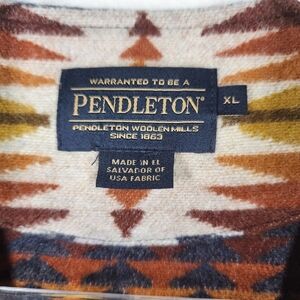 WARRANTED TO BE A
PENDLETON®
XL
PENDLETON WOOLEN MILLS
SINCE 1863
MADE IN EL
SALVADOR OF
USA FABRIC